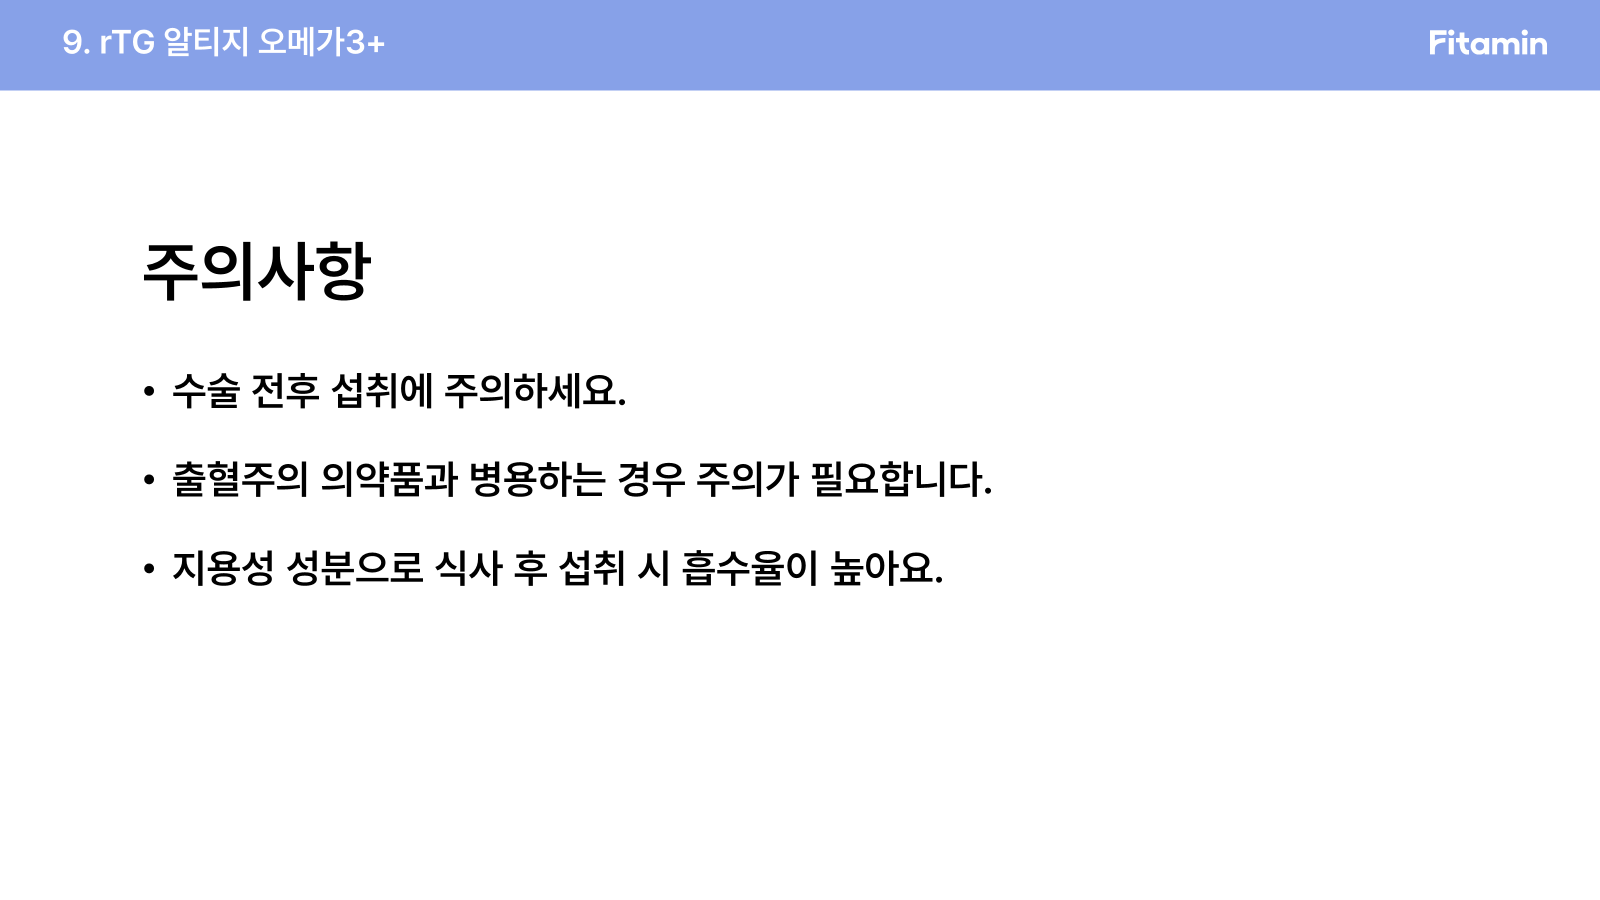 9. rTG 알티지 오메가3+
Fitamin
주의사항
• 수술 전후 섭취에 주의하세요.
• 출혈주의 의약품과 병용하는 경우 주의가 필요합니다.
• 지용성 성분으로 식사 후 섭취 시 흡수율이 높아요.